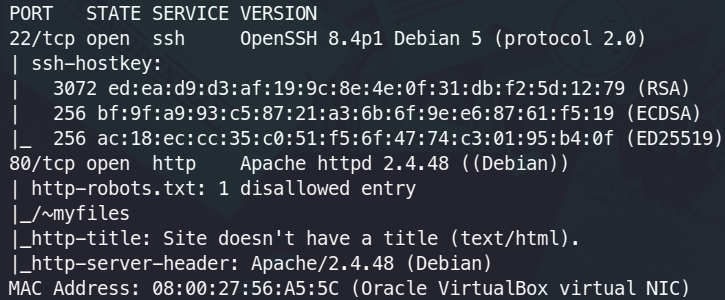 PORT   STATE SERVICE VERSION
22/tcp open  ssh     OpenSSH 8.4p1 Debian 5 (protocol 2.0)
| ssh-hostkey:
|   3072 ed:ea:d9:d3:af:19:9c:8e:4e:0f:31:db:f2:5d:12:79 (RSA)
|   256 bf:9f:a9:93:c5:87:21:a3:6b:6f:9e:e6:87:61:f5:19 (ECDSA)
|_  256 ac:18:ec:cc:35:c0:51:f5:6f:47:74:c3:01:95:b4:0f (ED25519)
80/tcp open  http    Apache httpd 2.4.48 ((Debian))
| http-robots.txt: 1 disallowed entry
|_/~myfiles
|_http-title: Site doesn't have a title (text/html).
|_http-server-header: Apache/2.4.48 (Debian)
MAC Address: 08:00:27:56:A5:5C (Oracle VirtualBox virtual NIC)